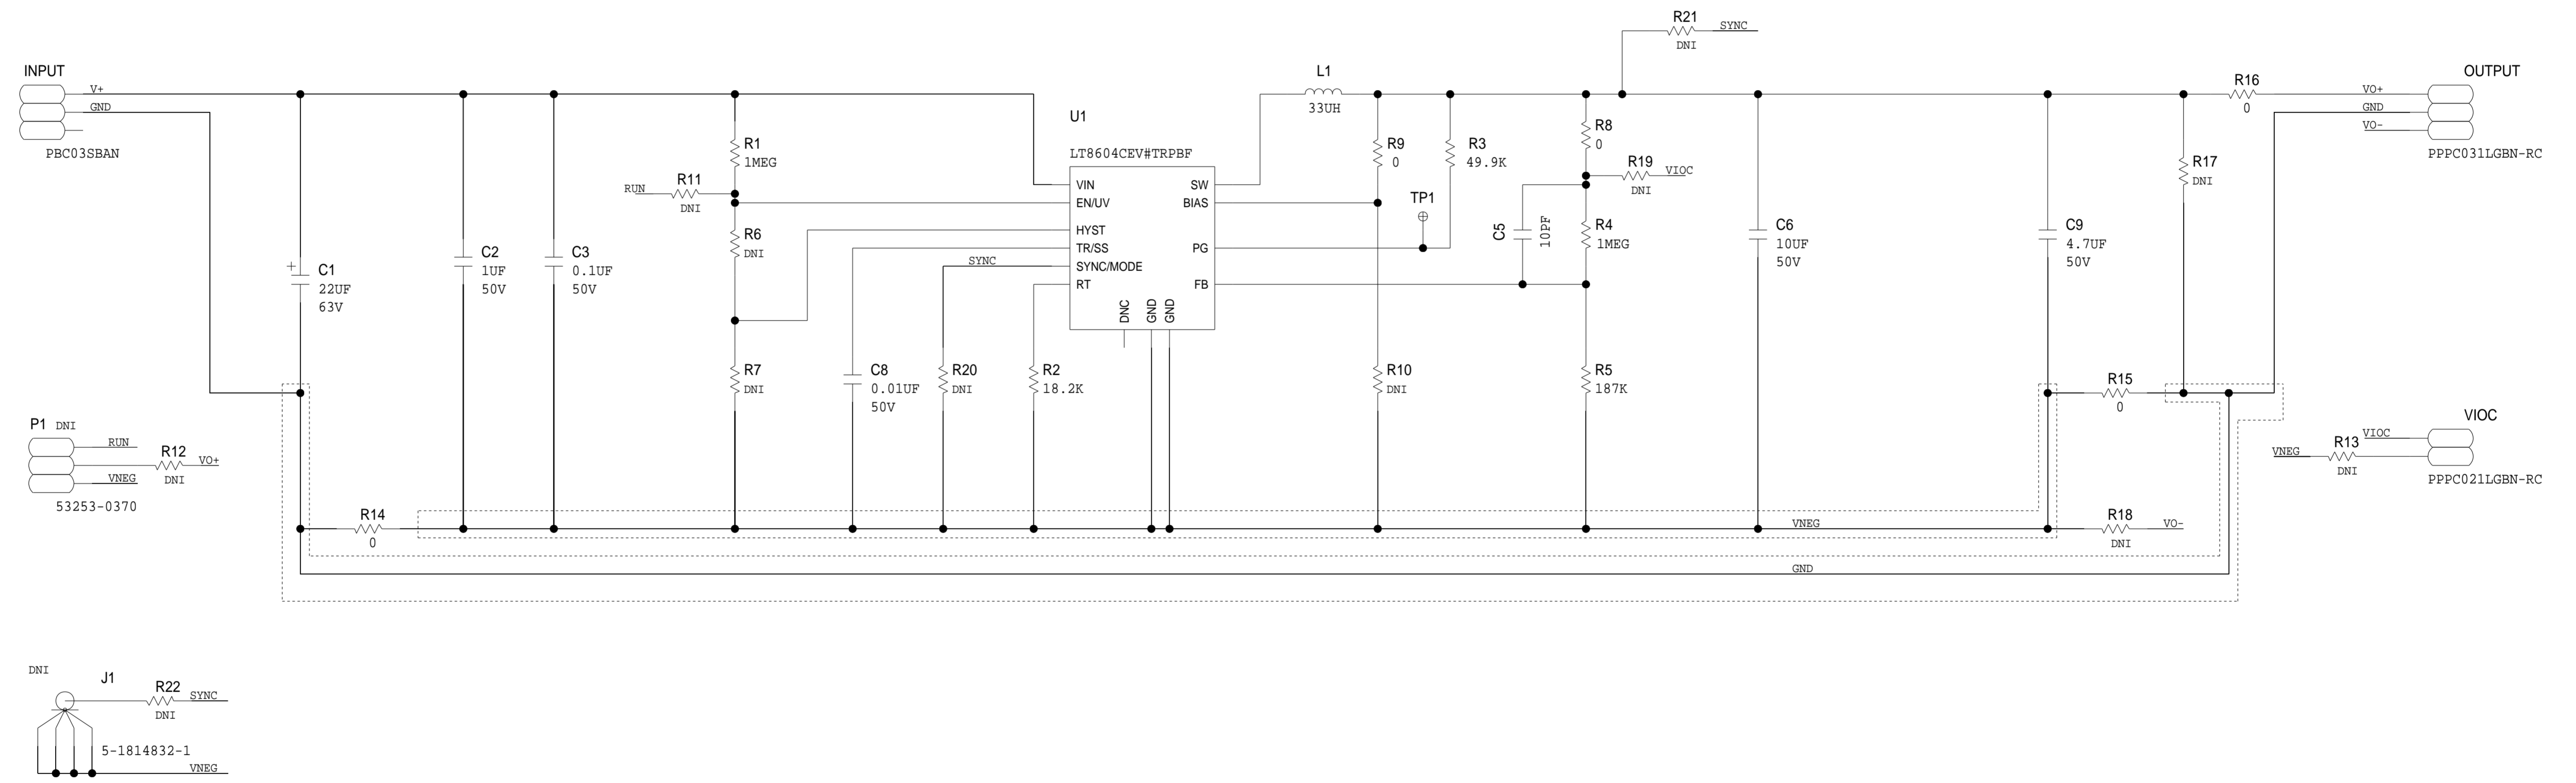 R21
SYNC
DNI
INPUT
V+
GND
PBC03SBAN
L1
33UH
OUTPUT
R16
0
VO+
GND
VO-
PPPC031LGBN-RC
U1
LT8604CEV#TRPBF
VIN
EN/UV
HYST
TR/SS
SYNC/MODE
RT
SW
BIAS
PG
FB
DNC
GND
GND
R1
1MEG
RUN
R11
DNI
R6
DNI
R7
DNI
R9
0
R3
49.9K
TP1
R8
0
R19
DNI
VIOC
C5
10PF
R4
1MEG
C6
10UF
50V
C9
4.7UF
50V
R17
DNI
C1
+
22UF
63V
C2
1UF
50V
C3
0.1UF
50V
SYNC
C8
0.01UF
50V
R20
DNI
R2
18.2K
R10
DNI
R5
187K
R15
0
P1 DNI
RUN
R12
DNI
VO+
VNEG
53253-0370
VIOC
VIOC
VNEG
R13
DNI
PPPC021LGBN-RC
R14
0
VNEG
R18
DNI
VO-
GND
DNI
J1
R22
DNI
SYNC
5-1814832-1
VNEG